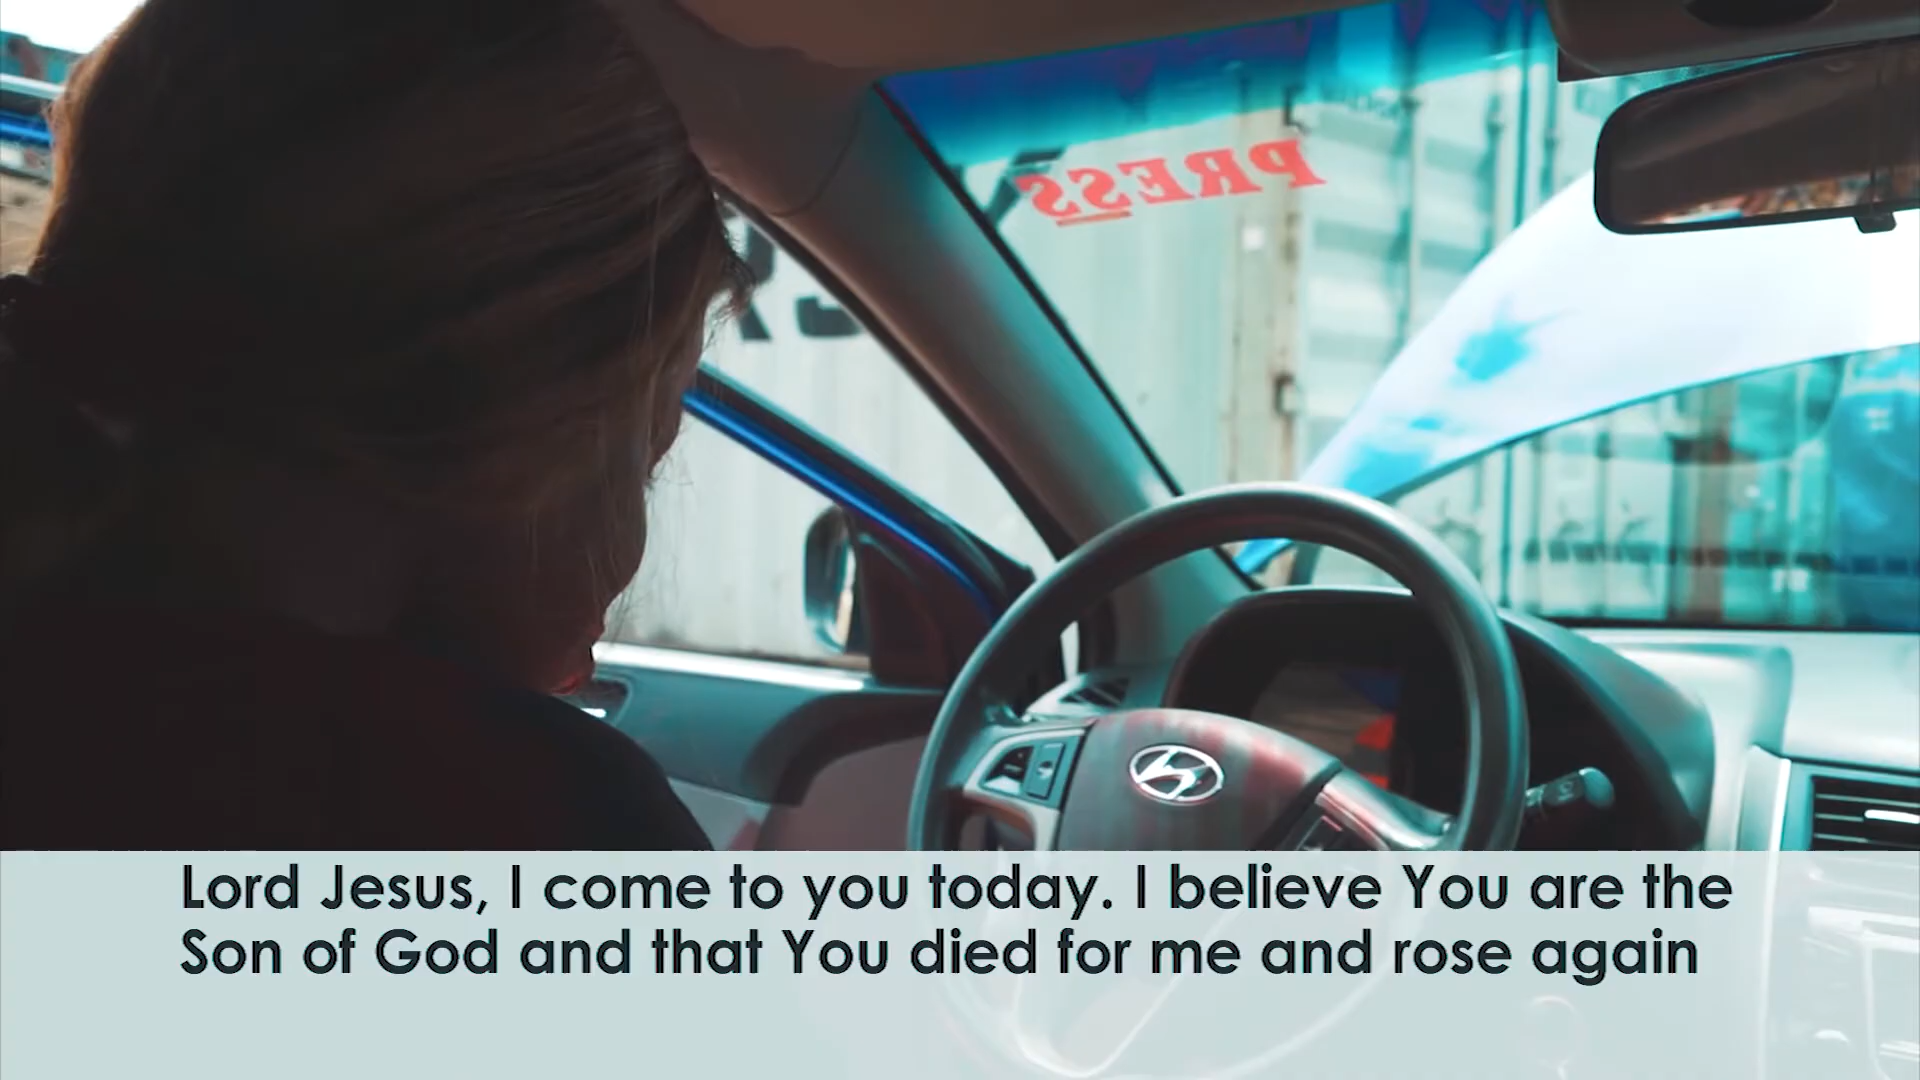 PRESS
Lord Jesus, I come to you today. I believe You are the
Son of God and that You died for me and rose again